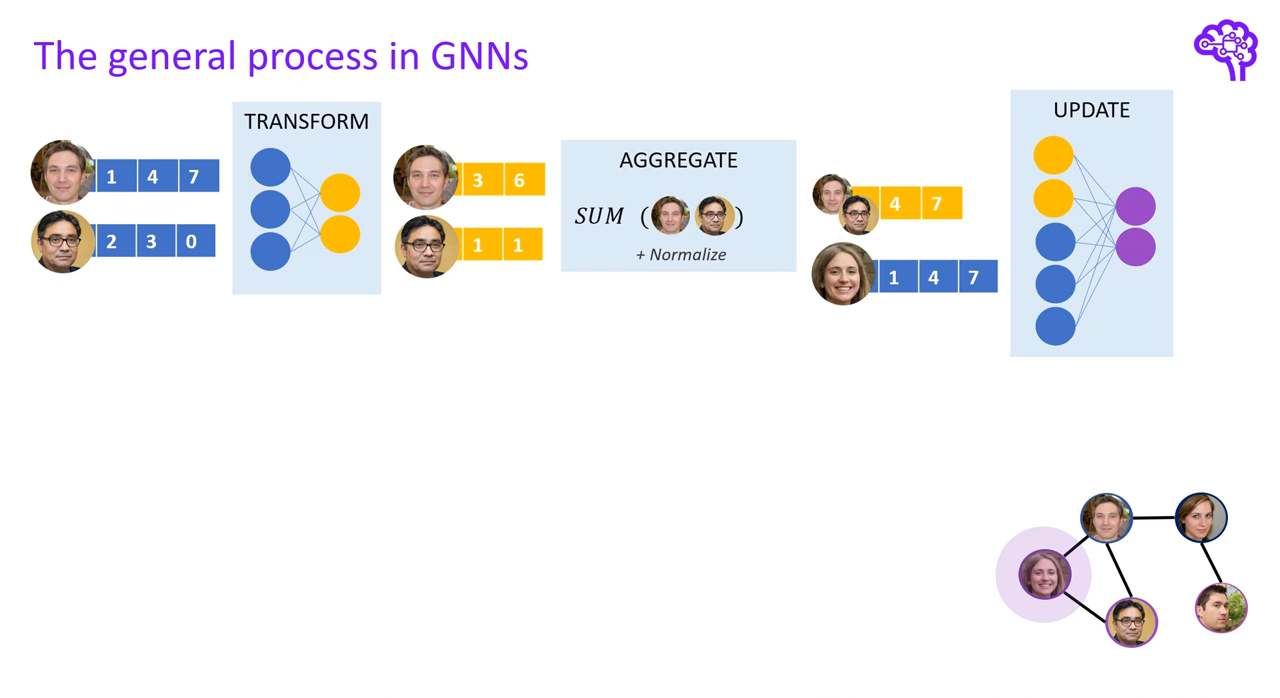 The general process in GNNs
TRANSFORM
1 4 7
2 3 0
3 6
1 1
AGGREGATE
SUM ( )
+ Normalize
4 7
1 4 7
UPDATE